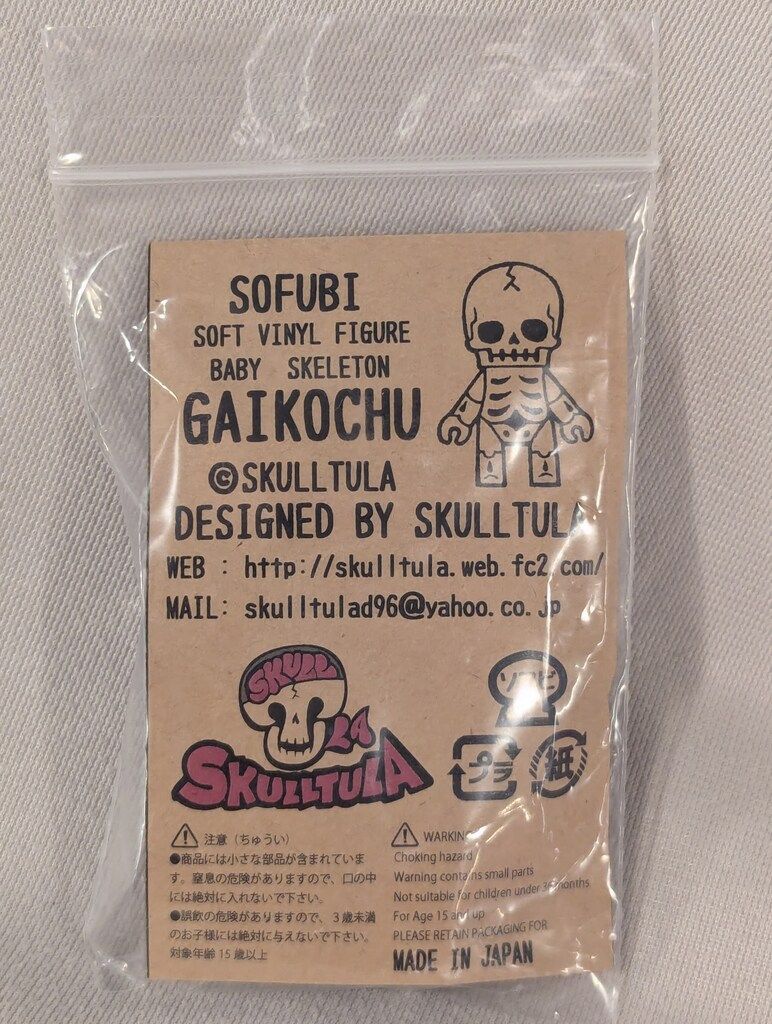 SOFUBI
SOFT VINYL FIGURE
BABY SKELETON
GAIKOCHU
©SKULLTULA
DESIGNED BY SKULLTULA
WEB : http://skulltula.web.fc2.com/
MAIL: skulltulad96@yahoo.co.jp
SKULL
LA
SKULLTULA
ソフビ
プラ
紙
注意（ちゅうい）
●商品には小さな部品が含まれていま
す。窒息の危険がありますので、口の中
には絶対に入れないで下さい。
●誤飲の危険がありますので、３歳未満
のお子様には絶対に与えないで下さい。
対象年齢 15 歳以上
WARNING
Choking hazard
Warning contains small parts
Not suitable for children under 36 months
For Age 15 and up
PLEASE RETAIN PACKAGING FOR
MADE IN JAPAN